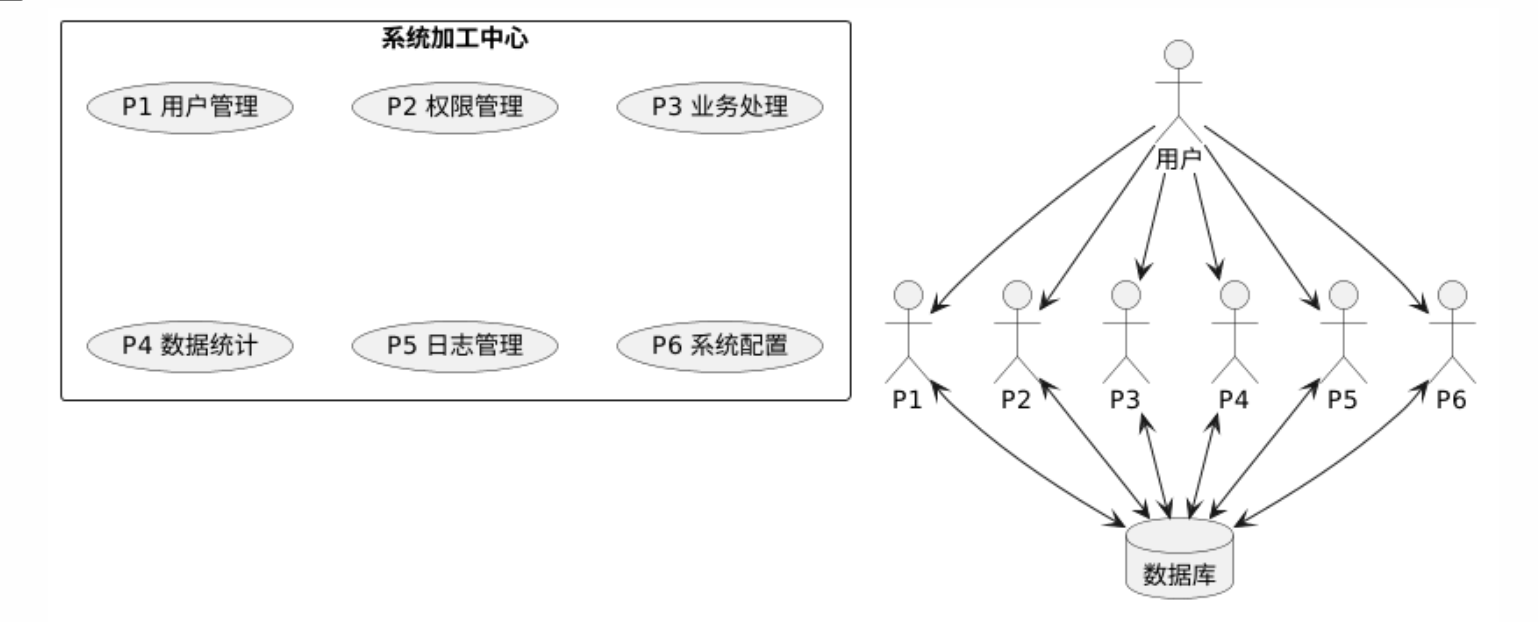 系统加工中心
P1 用户管理
P2 权限管理
P3 业务处理
P4 数据统计
P5 日志管理
P6 系统配置
用户
P1
P2
P3
P4
P5
P6
数据库